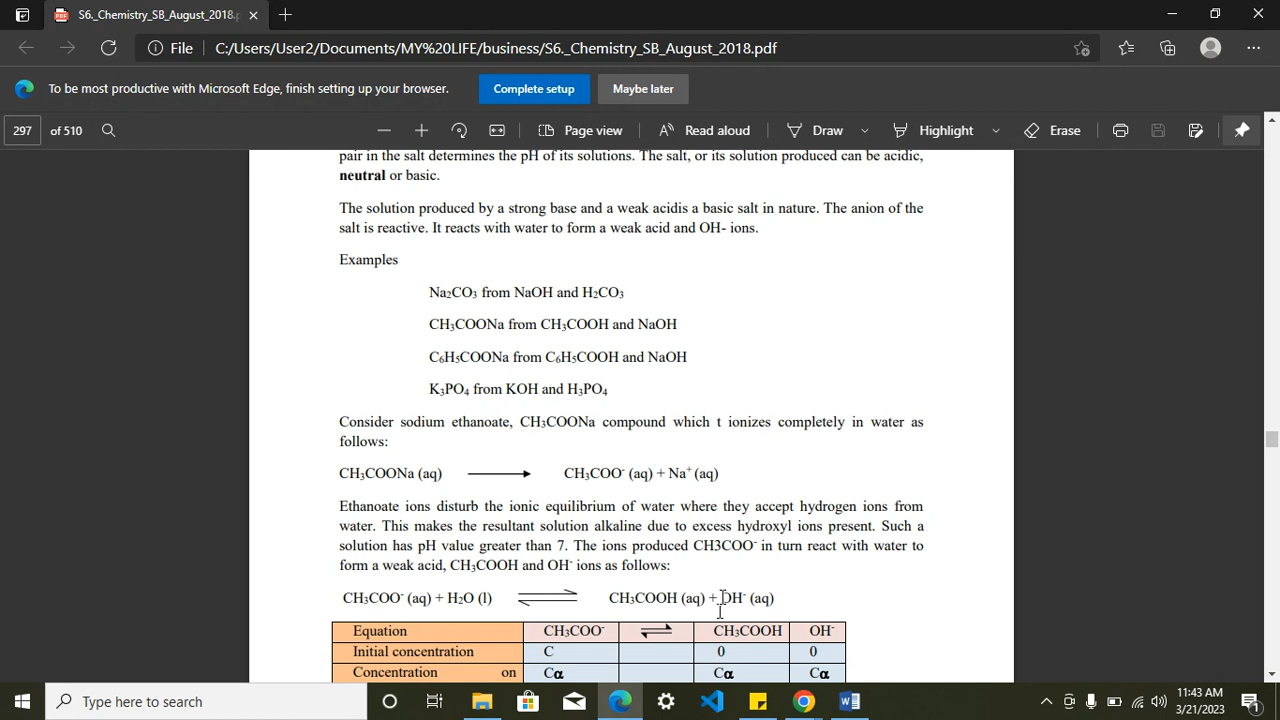 S6._Chemistry_SB_August_2018.p
File C:/Users/User2/Documents/MY%20LIFE/business/S6._Chemistry_SB_August_2018.pdf
To be most productive with Microsoft Edge, finish setting up your browser. Complete setup Maybe later
297 of 510 Page view Read aloud Draw Highlight Erase
pair in the salt determines the pH of its solutions. The salt, or its solution produced can be acidic,
neutral or basic.
The solution produced by a strong base and a weak acidis a basic salt in nature. The anion of the
salt is reactive. It reacts with water to form a weak acid and OH- ions.
Examples
Na₂CO₃ from NaOH and H₂CO₃
CH₃COONa from CH₃COOH and NaOH
C₆H₅COONa from C₆H₅COOH and NaOH
K₃PO₄ from KOH and H₃PO₄
Consider sodium ethanoate, CH₃COONa compound which t ionizes completely in water as
follows:
CH₃COONa (aq) ⟶ CH₃COO⁻ (aq) + Na⁺ (aq)
Ethanoate ions disturb the ionic equilibrium of water where they accept hydrogen ions from
water. This makes the resultant solution alkaline due to excess hydroxyl ions present. Such a
solution has pH value greater than 7. The ions produced CH3COO⁻ in turn react with water to
form a weak acid, CH₃COOH and OH⁻ ions as follows:
CH₃COO⁻ (aq) + H₂O (l) ⇌ CH₃COOH (aq) + OH⁻ (aq)
Equation CH₃COO⁻ ⇌ CH₃COOH OH⁻
Initial concentration C 0 0
Concentration on Cα Cα Cα
Type here to search
11:43 AM
3/21/2023
1